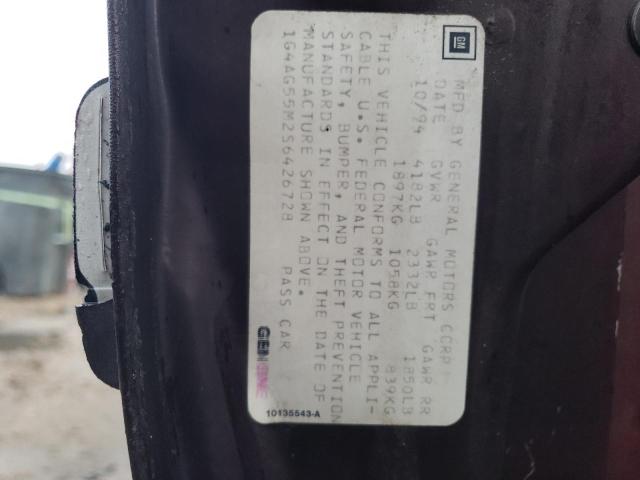 GM
MFD BY GENERAL MOTORS CORP
DATE GVWR GAWR FRT GAWR RR
10/94 4182LB 2332LB 1850LB
1897KG 1058KG 839KG
THIS VEHICLE CONFORMS TO ALL APPLI-
CABLE U.S. FEDERAL MOTOR VEHICLE
SAFETY, BUMPER, AND THEFT PREVENTION
STANDARDS IN EFFECT ON THE DATE OF
MANUFACTURE SHOWN ABOVE.
1G4AG55M2S6426728 PASS CAR
10135543-A